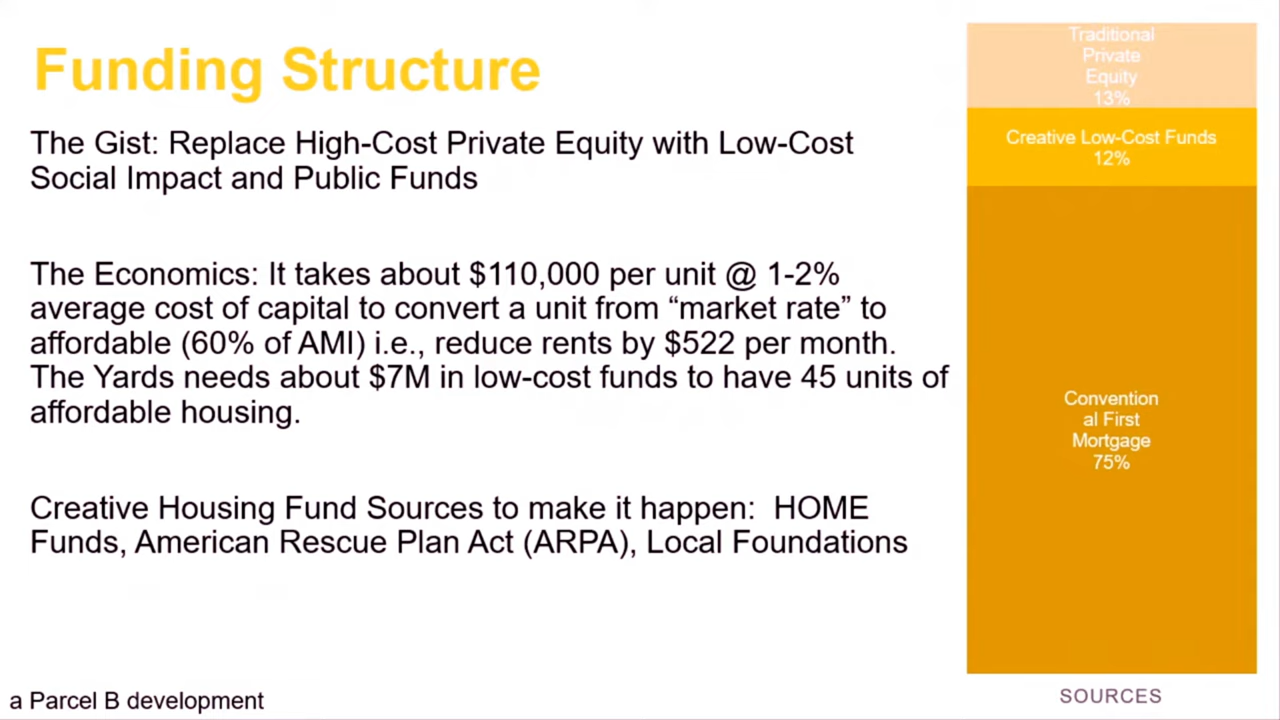 Funding Structure
The Gist: Replace High-Cost Private Equity with Low-Cost
Social Impact and Public Funds
The Economics: It takes about $110,000 per unit @ 1-2%
average cost of capital to convert a unit from “market rate” to
affordable (60% of AMI) i.e., reduce rents by $522 per month.
The Yards needs about $7M in low-cost funds to have 45 units of
affordable housing.
Creative Housing Fund Sources to make it happen:  HOME
Funds, American Rescue Plan Act (ARPA), Local Foundations
a Parcel B development
Traditional
Private
Equity
13%
Creative Low-Cost Funds
12%
Convention
al First
Mortgage
75%
SOURCES